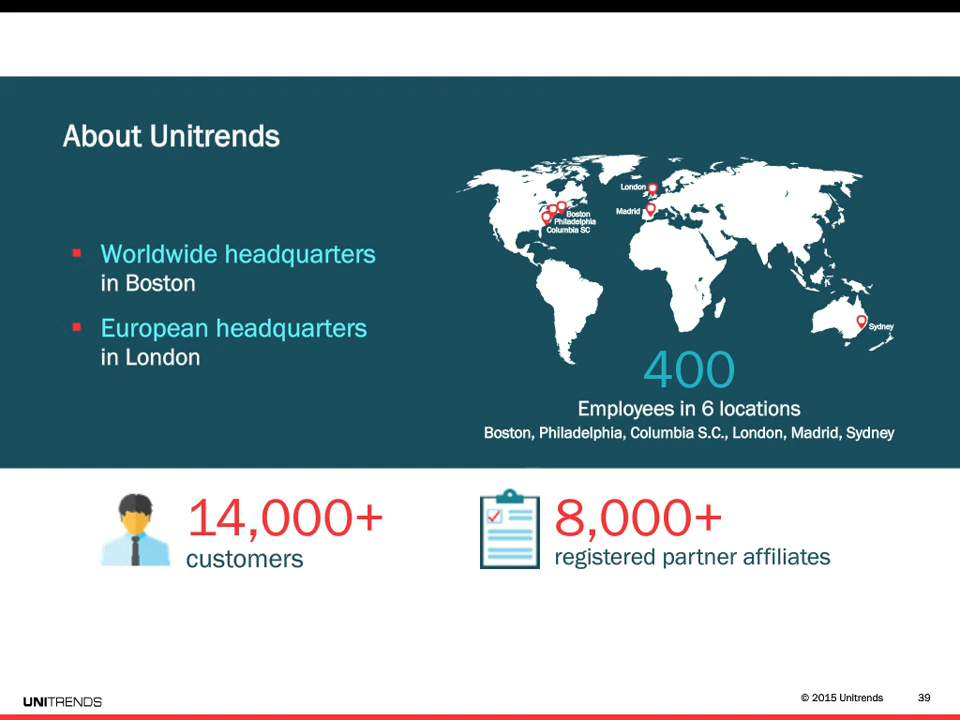 About Unitrends
Worldwide headquarters
in Boston
European headquarters
in London
London
Madrid
Boston
Philadelphia
Columbia SC
Sydney
400
Employees in 6 locations
Boston, Philadelphia, Columbia S.C., London, Madrid, Sydney
14,000+
customers
8,000+
registered partner affiliates
UNITRENDS
© 2015 Unitrends 39